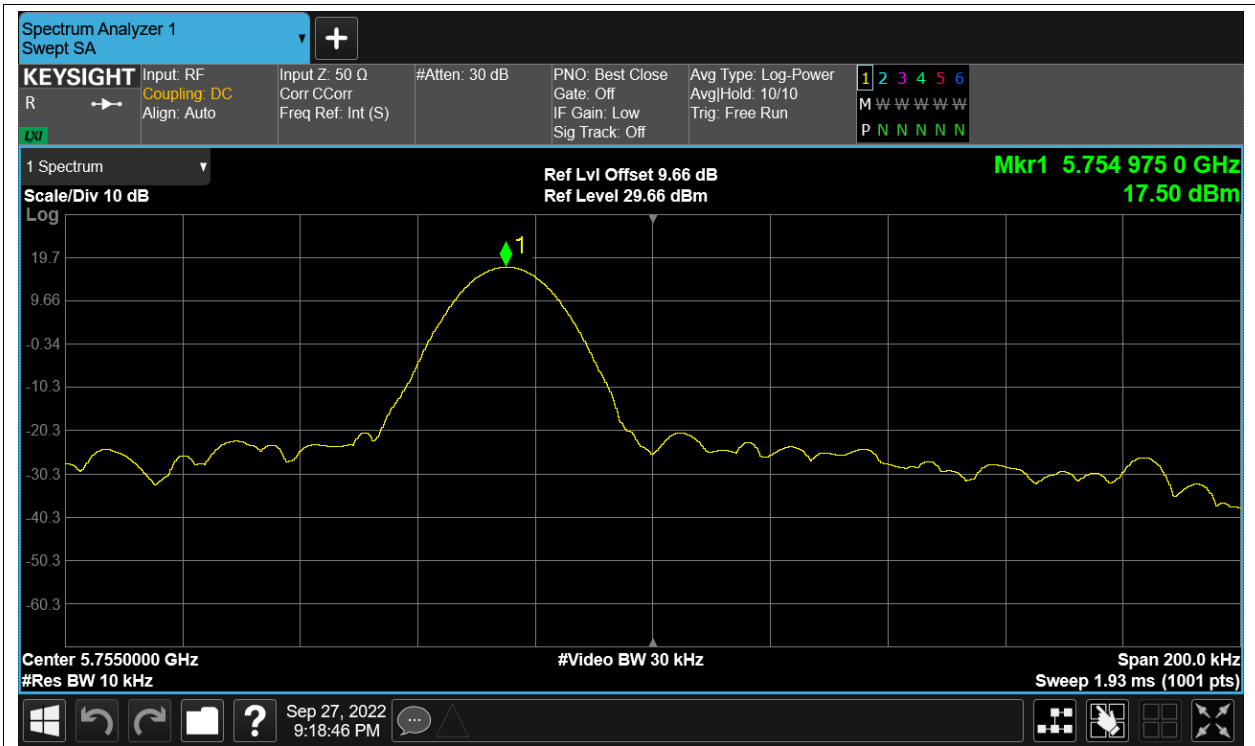 Spectrum Analyzer 1
Swept SA
KEYSIGHT
R
LXI
Input: RF
Coupling: DC
Align: Auto
Input Z: 50 Ω
Corr CCorr
Freq Ref: Int (S)
#Atten: 30 dB
PNO: Best Close
Gate: Off
IF Gain: Low
Sig Track: Off
Avg Type: Log-Power
Avg|Hold: 10/10
Trig: Free Run
1 2 3 4 5 6
M W W W W W
P N N N N N
1 Spectrum
Scale/Div 10 dB
Log
Ref Lvl Offset 9.66 dB
Ref Level 29.66 dBm
Mkr1 5.754 975 0 GHz
17.50 dBm
1
19.7
9.66
-0.34
-10.3
-20.3
-30.3
-40.3
-50.3
-60.3
Center 5.7550000 GHz
#Res BW 10 kHz
#Video BW 30 kHz
Span 200.0 kHz
Sweep 1.93 ms (1001 pts)
?
Sep 27, 2022
9:18:46 PM